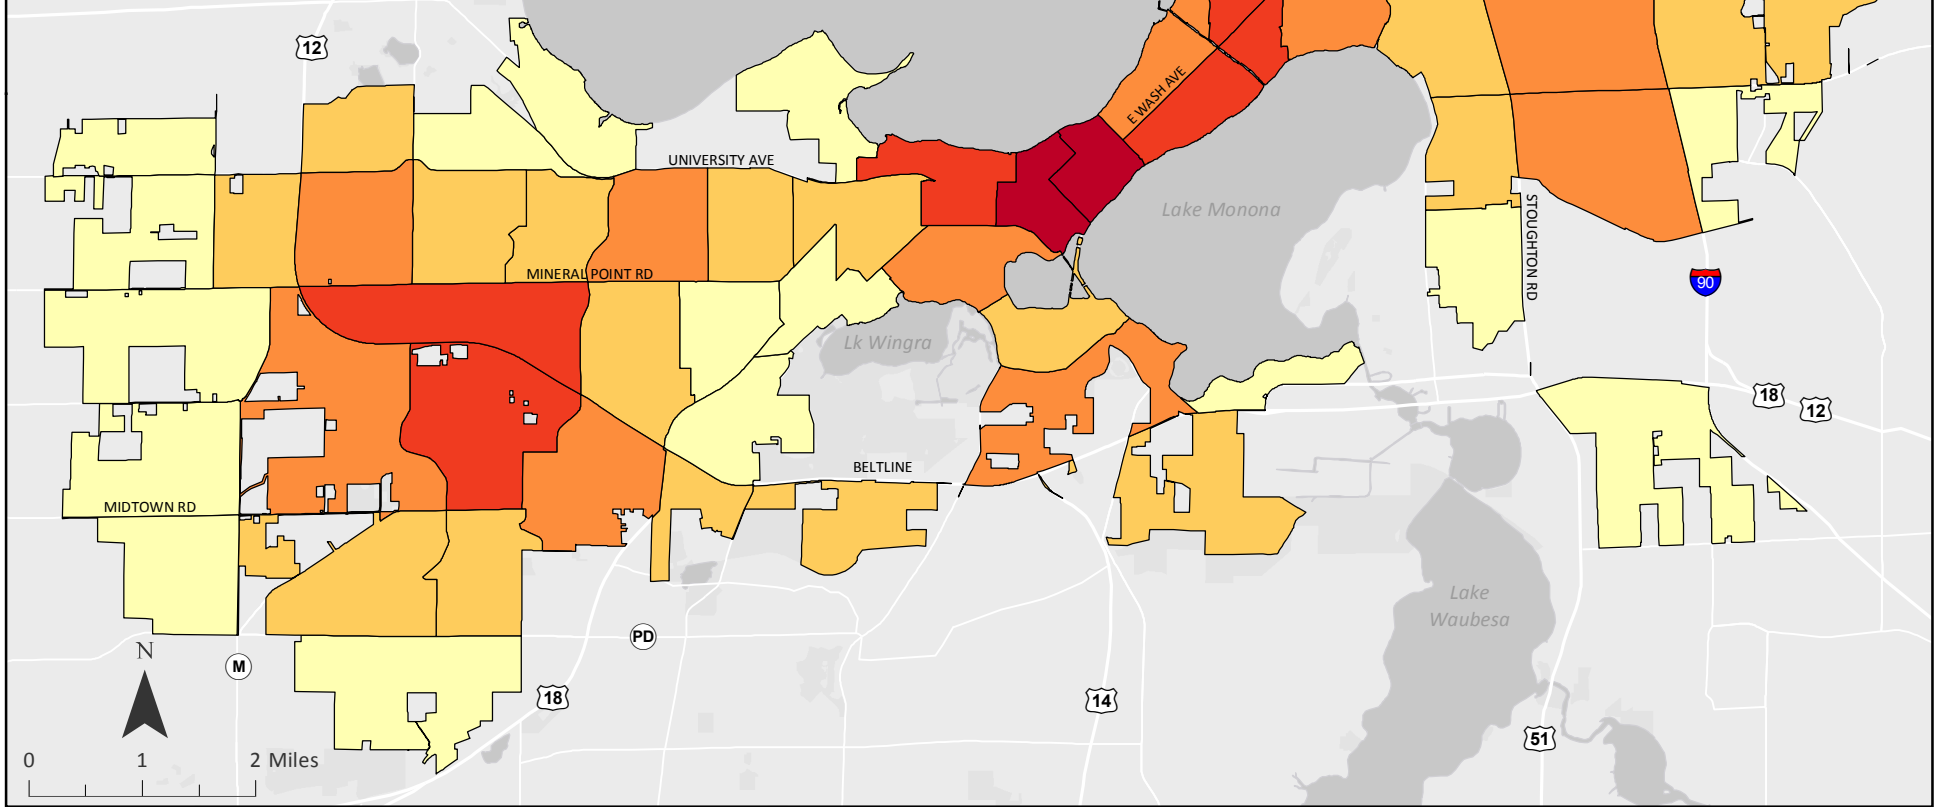 12
E WASH AVE
UNIVERSITY AVE
Lake Monona
STOUGHTON RD
MINERAL POINT RD
90
Lk Wingra
18
12
BELTLINE
MIDTOWN RD
Lake
Waubesa
PD
N
M
18
14
51
0 1 2 Miles